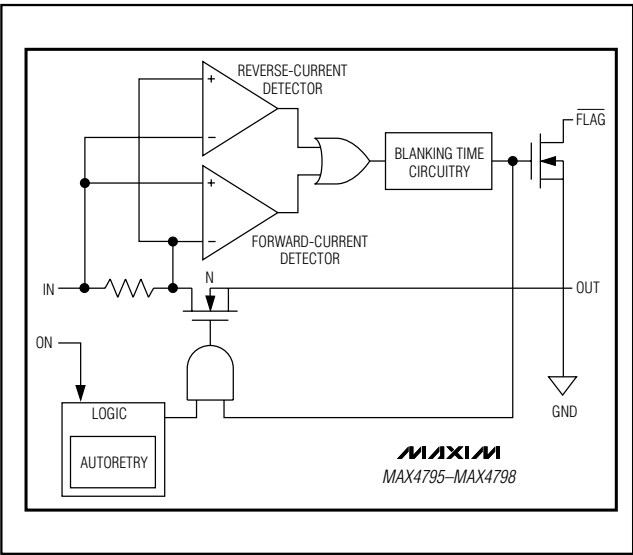 REVERSE-CURRENT
DETECTOR
+
−
FLAG
BLANKING TIME
CIRCUITRY
+
−
FORWARD-CURRENT
DETECTOR
N
IN
OUT
ON
LOGIC
AUTORETRY
GND
MAXIM
MAX4795–MAX4798